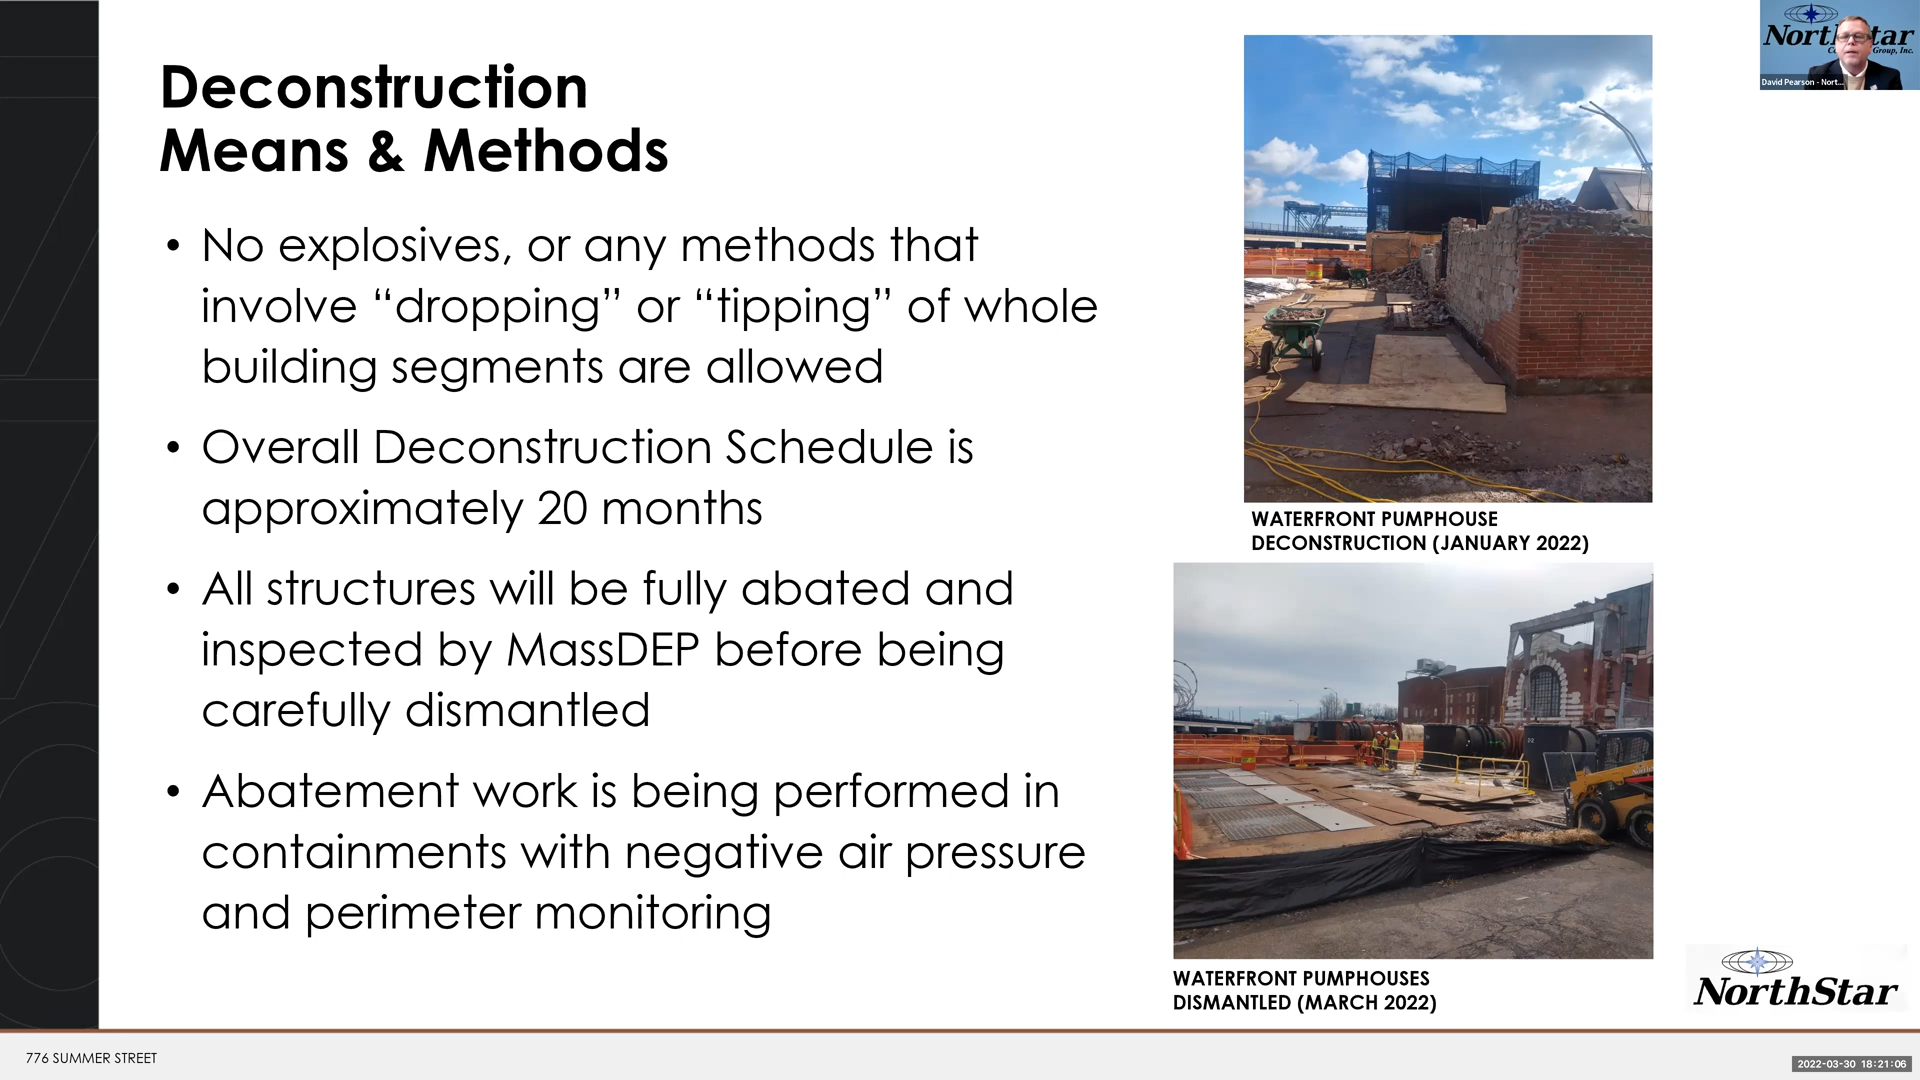 Deconstruction
Means & Methods
• No explosives, or any methods that
involve “dropping” or “tipping” of whole
building segments are allowed
• Overall Deconstruction Schedule is
approximately 20 months
• All structures will be fully abated and
inspected by MassDEP before being
carefully dismantled
• Abatement work is being performed in
containments with negative air pressure
and perimeter monitoring
WATERFRONT PUMPHOUSE
DECONSTRUCTION (JANUARY 2022)
WATERFRONT PUMPHOUSES
DISMANTLED (MARCH 2022)
David Pearson - Nort...
Group, Inc.
NorthStar
776 SUMMER STREET
2022-03-30 18:21:06